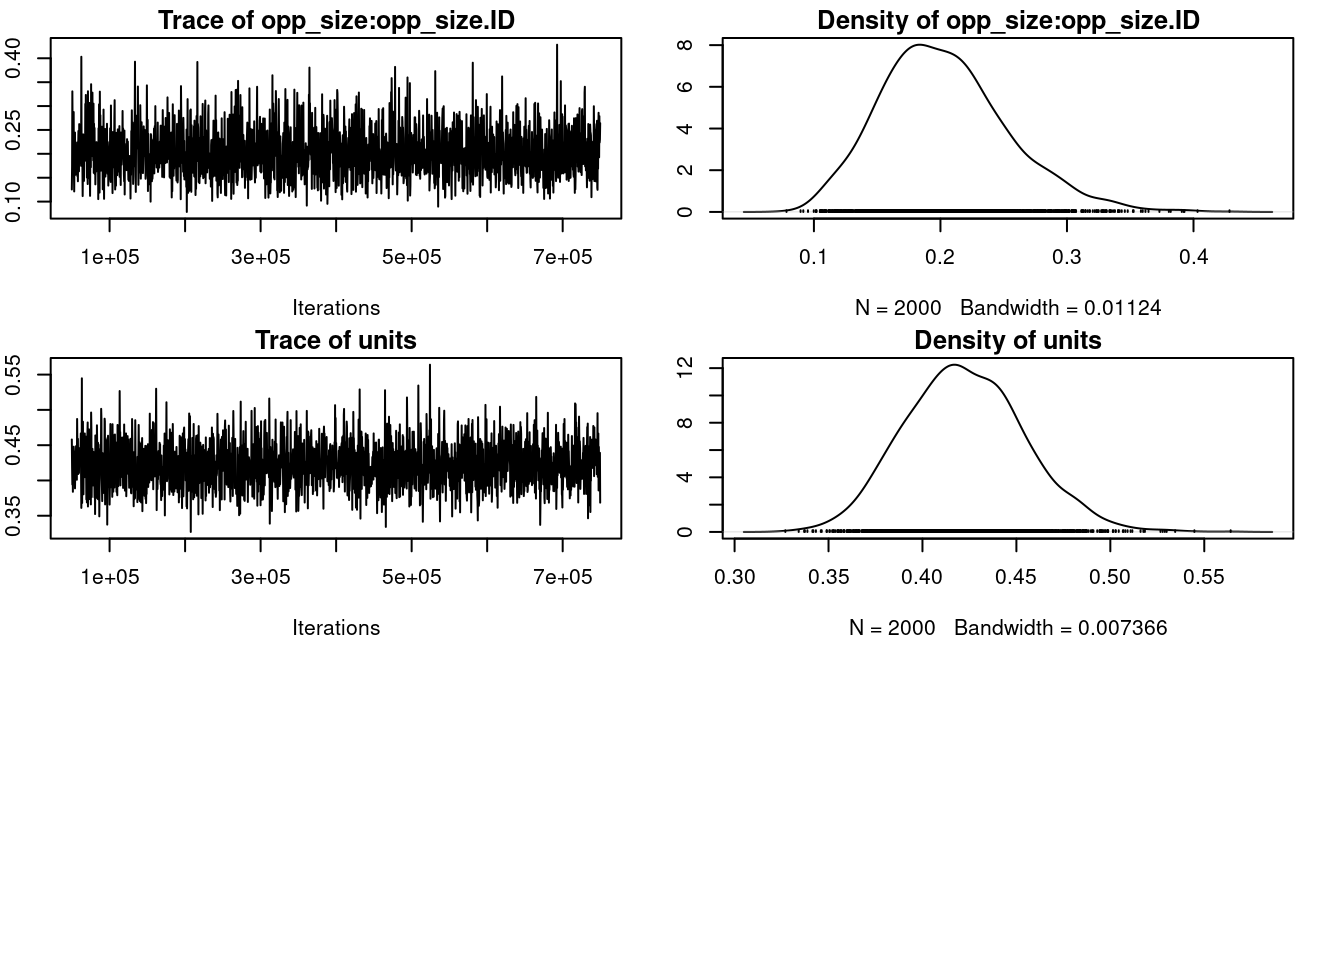 Trace of opp_size:opp_size.ID
0.10 0.25 0.40
1e+05 3e+05 5e+05 7e+05
Iterations
Density of opp_size:opp_size.ID
0 2 4 6 8
0.1 0.2 0.3 0.4
N = 2000 Bandwidth = 0.01124
Trace of units
0.35 0.45 0.55
1e+05 3e+05 5e+05 7e+05
Iterations
Density of units
0 4 8 12
0.30 0.35 0.40 0.45 0.50 0.55
N = 2000 Bandwidth = 0.007366